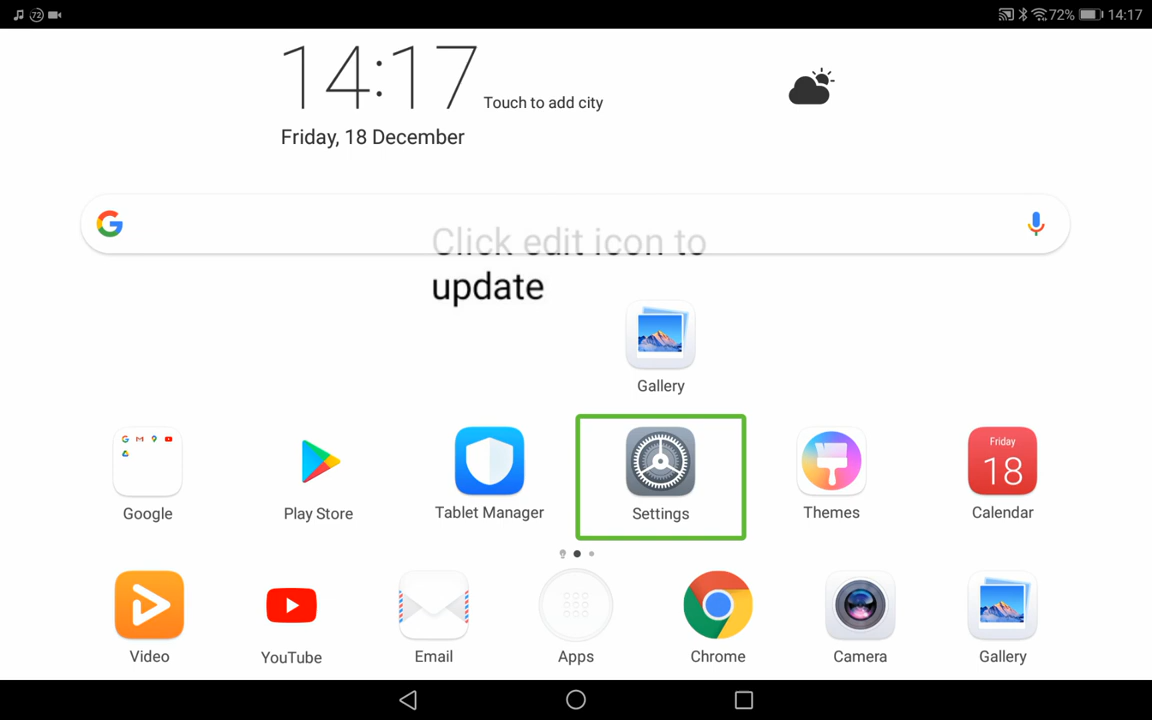 72
72% 14:17
14:17 Touch to add city
Friday, 18 December
Click edit icon to
update
Gallery
Google Play Store Tablet Manager Settings Themes Friday 18 Calendar
Video YouTube Email Apps Chrome Camera Gallery